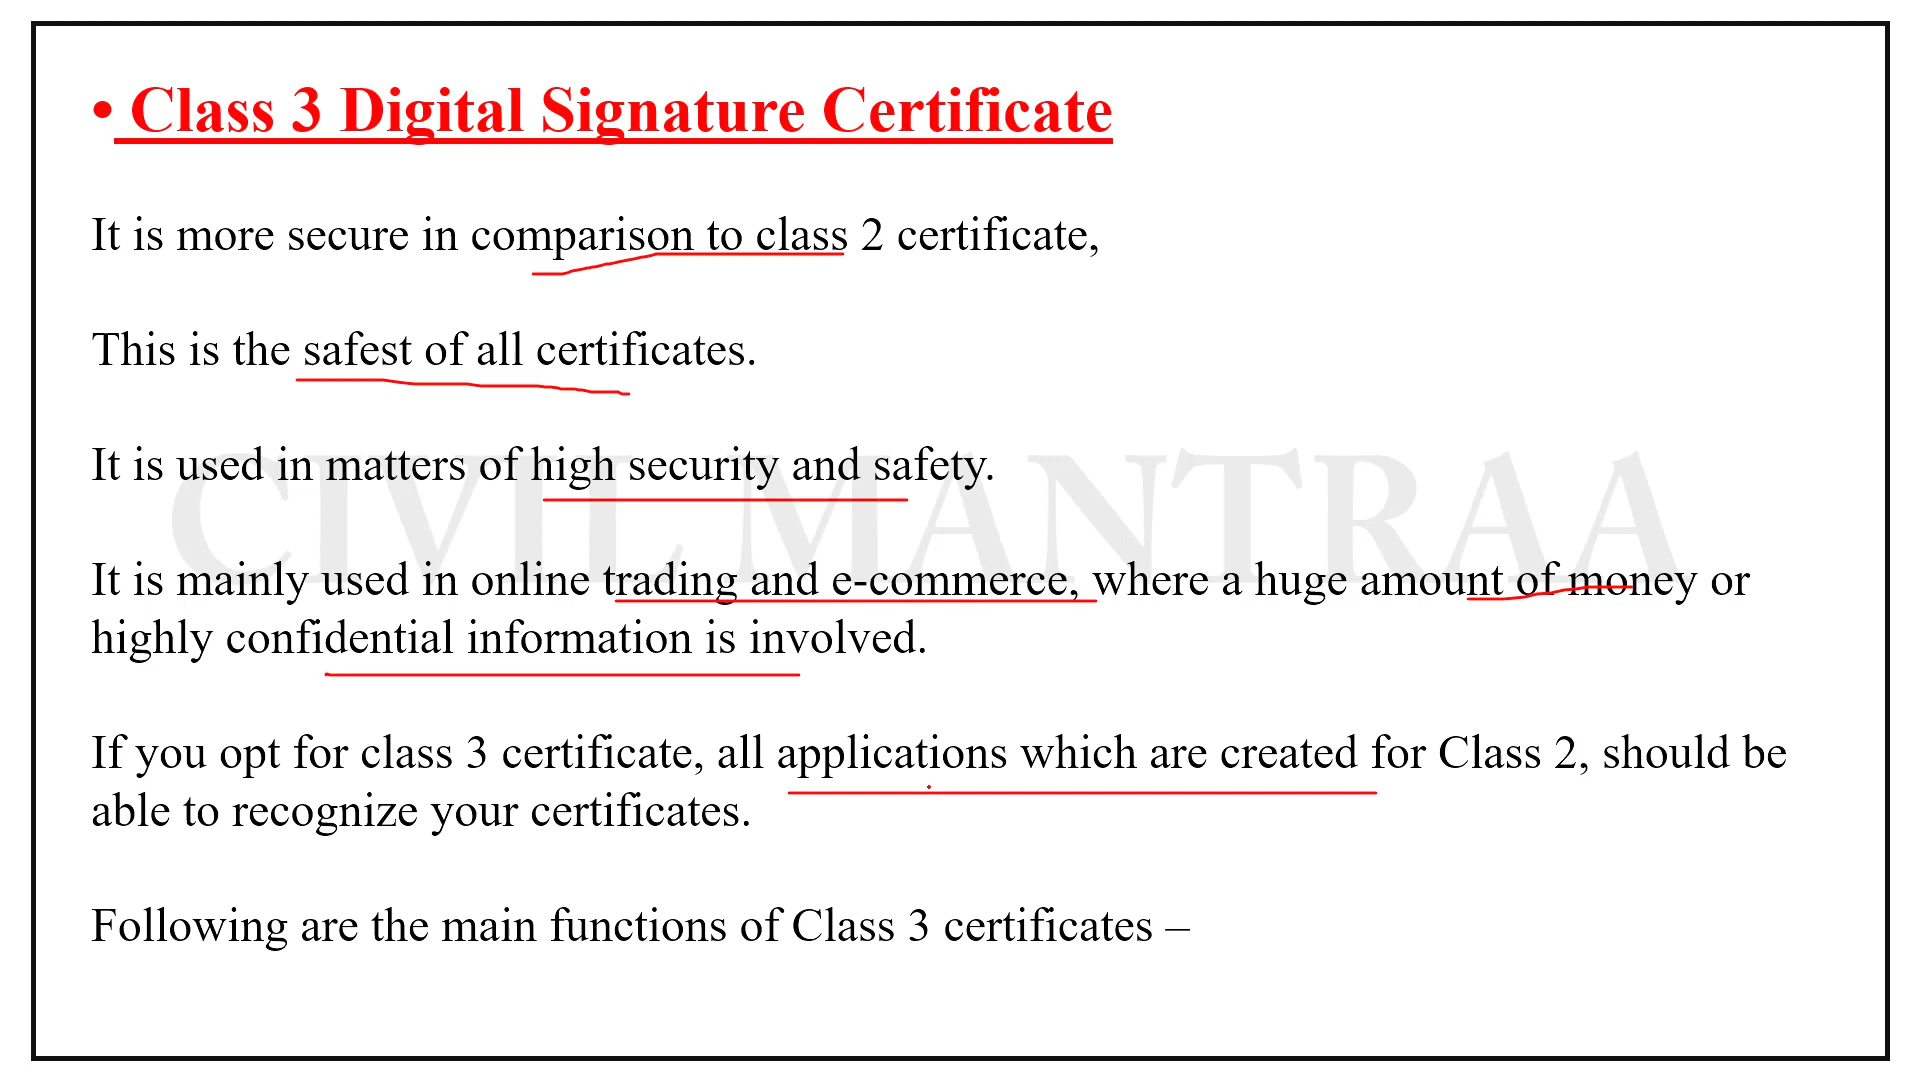 • Class 3 Digital Signature Certificate
It is more secure in comparison to class 2 certificate,
This is the safest of all certificates.
It is used in matters of high security and safety.
CIVIL MANTRAA
It is mainly used in online trading and e-commerce, where a huge amount of money or
highly confidential information is involved.
If you opt for class 3 certificate, all applications which are created for Class 2, should be
able to recognize your certificates.
Following are the main functions of Class 3 certificates –